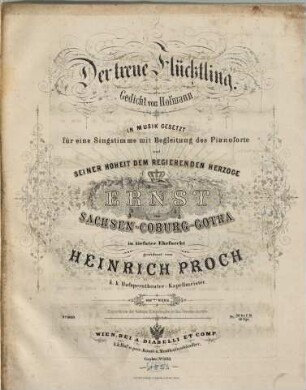 Der treue Flüchtling.
Gedicht von Hofmann
IN MUSIK GESETZT
für eine Singstimme mit Begleitung des Pianoforte
und
SEINER HOHEIT DEM REGIERENDEN HERZOGE
ERNST
VON
SACHSEN-COBURG-GOTHA
in tiefster Ehrfurcht
gewidmet von
HEINRICH PROCH
k. k. Hofoperntheater-Kapellmeister
WIEN, BEI A. DIABELLI ET COMP.